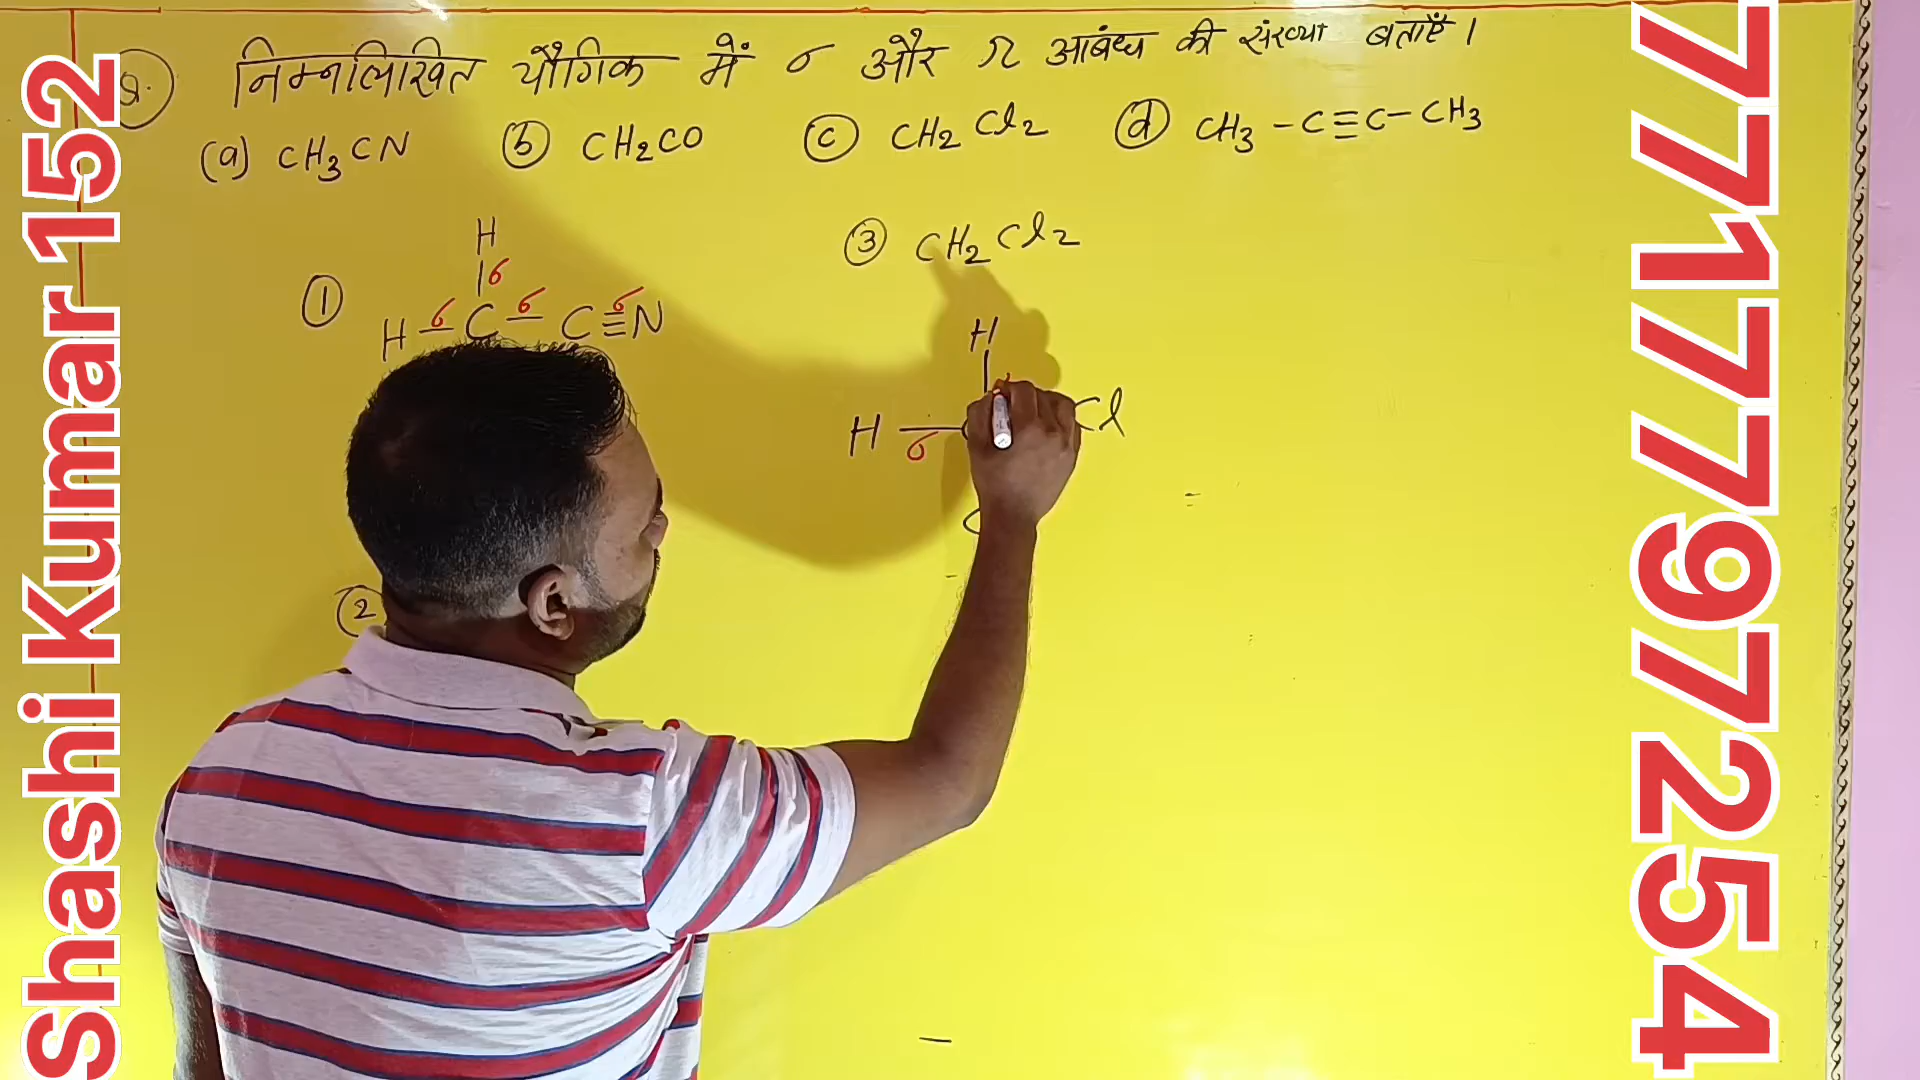 Q. निम्नलिखित यौगिक में σ और π आबंध की संख्या बताएँ।
(a) CH3CN (b) CH2CO (c) CH2Cl2 (d) CH3-C≡C-CH3
H
σ
① H σ C σ C σ ≡ N
③ CH2Cl2
H
H σ Cl
②
Shashi Kumar 152
7717797254